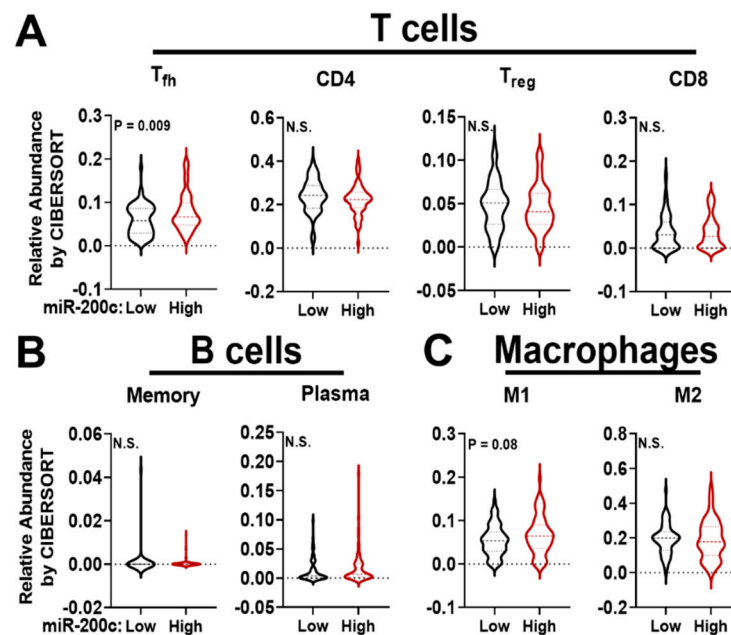 A
T cells
Tfh
CD4
Treg
CD8
Relative Abundance
by CIBERSORT
0.3
0.2
0.1
0.0
-0.1
P = 0.009
0.6
0.4
0.2
0.0
-0.2
N.S.
0.15
0.10
0.05
0.00
-0.05
N.S.
0.3
0.2
0.1
0.0
-0.1
N.S.
miR-200c: Low High
Low High
Low High
Low High
B
B cells
Memory
Plasma
Relative Abundance
by CIBERSORT
0.06
0.04
0.02
0.00
-0.02
N.S.
0.25
0.20
0.15
0.10
0.05
0.00
-0.05
N.S.
miR-200c: Low High
Low High
C
Macrophages
M1
M2
0.3
0.2
0.1
0.0
-0.1
P = 0.08
0.8
0.6
0.4
0.2
0.0
-0.2
N.S.
Low High
Low High